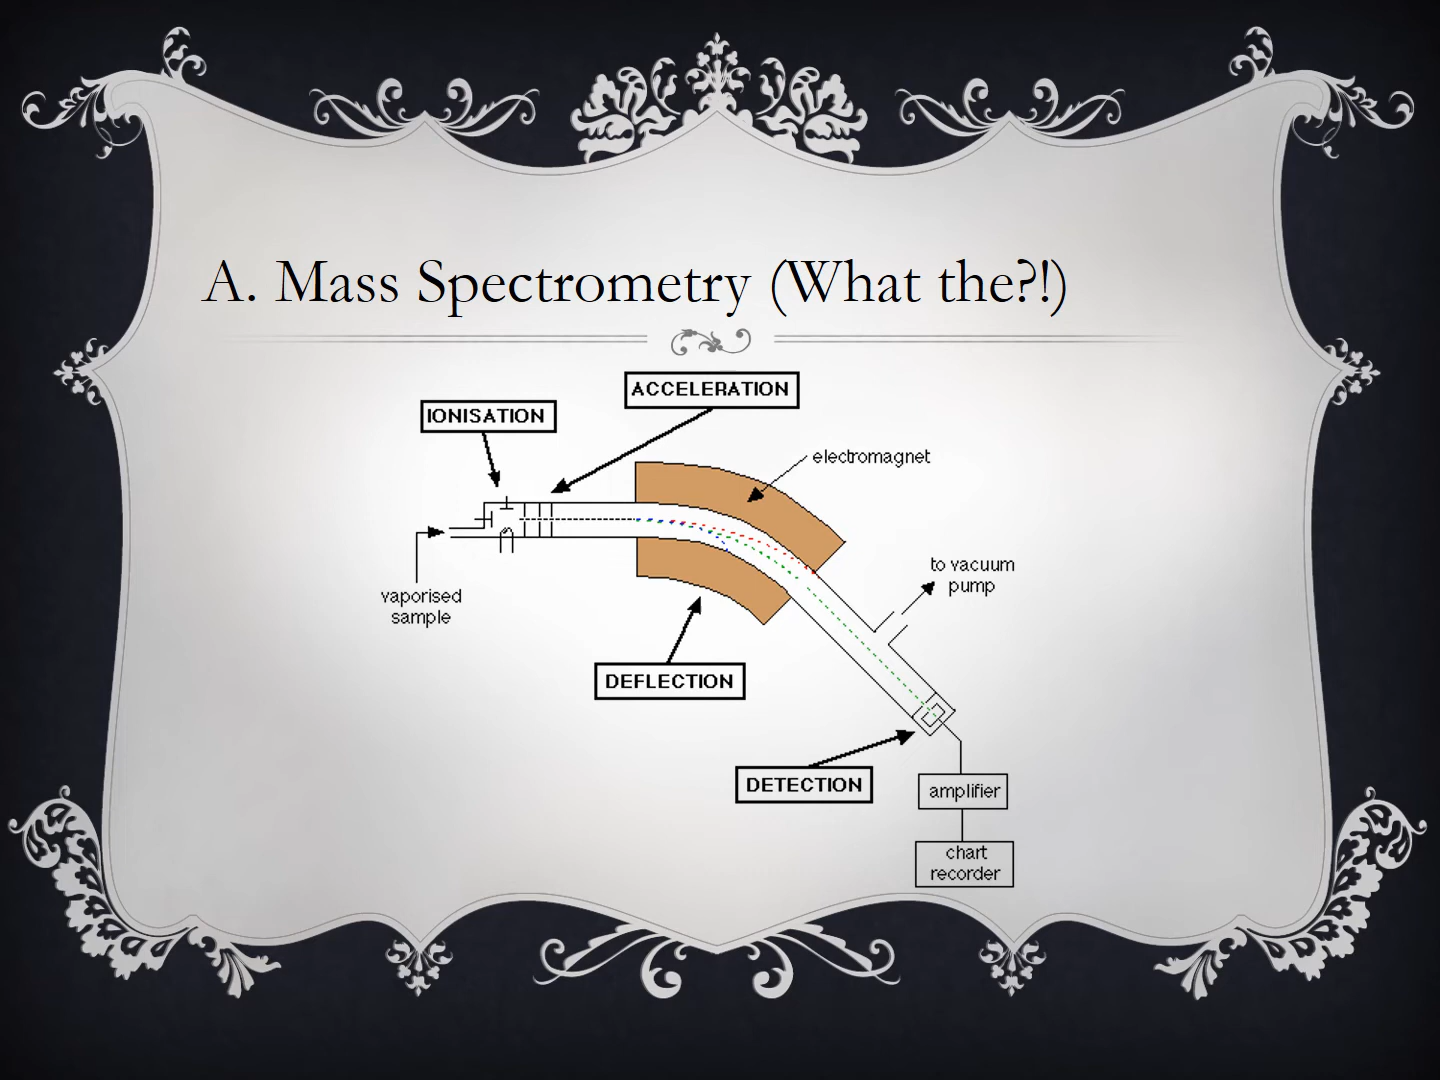 A. Mass Spectrometry (What the?!)
ACCELERATION
IONISATION
electromagnet
to vacuum
pump
vaporised
sample
DEFLECTION
DETECTION
amplifier
chart
recorder